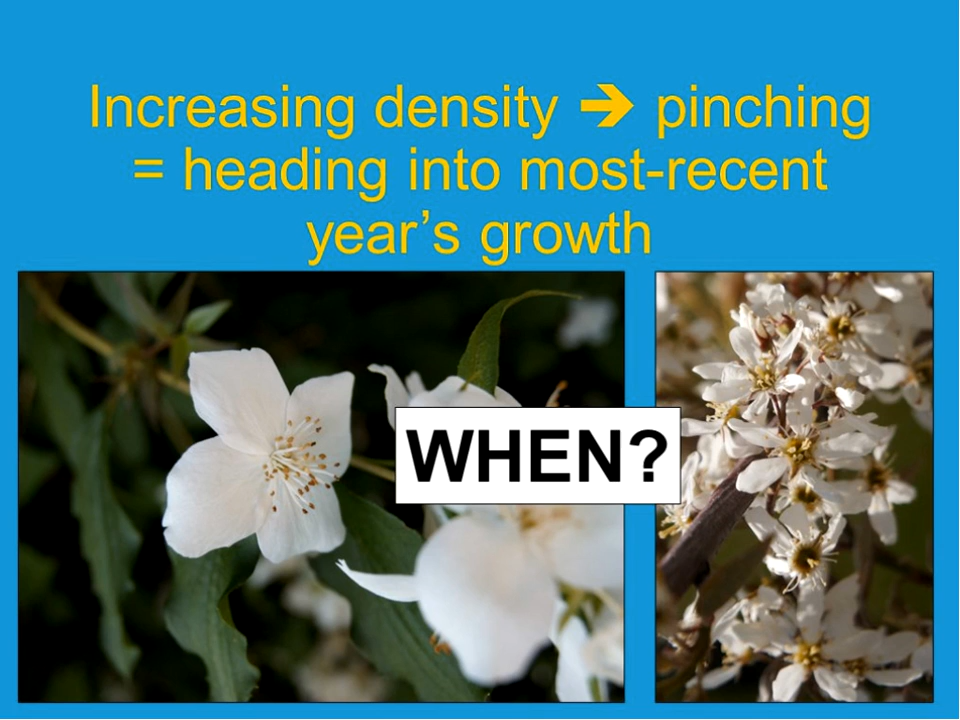 Increasing density ➔ pinching
= heading into most-recent
year’s growth
WHEN?